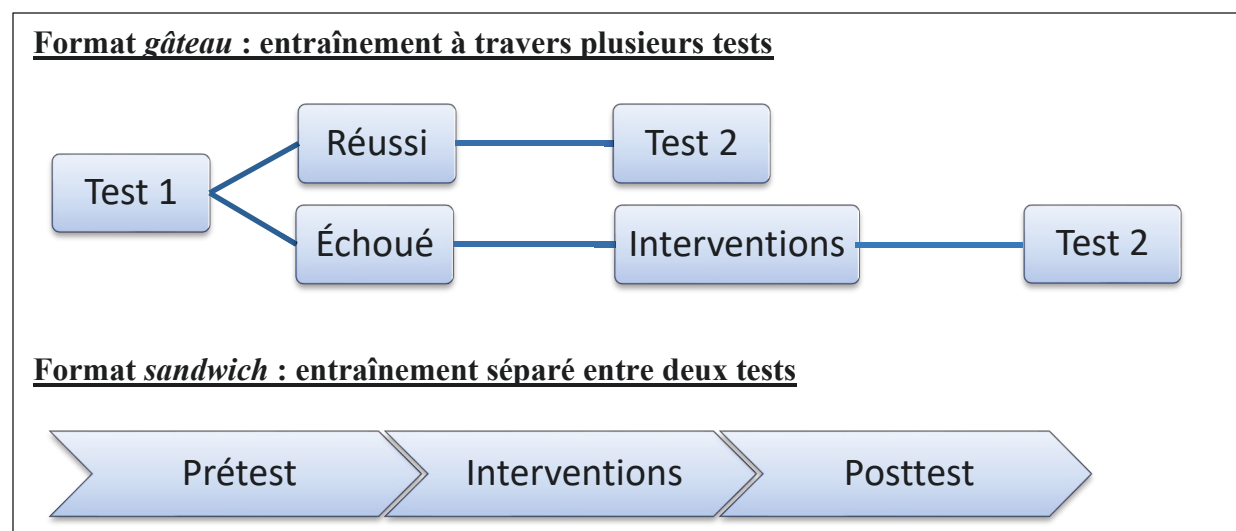 Format gâteau : entraînement à travers plusieurs tests
Réussi
Test 2
Test 1
Échoué
Interventions
Test 2
Format sandwich : entraînement séparé entre deux tests
Prétest
Interventions
Posttest